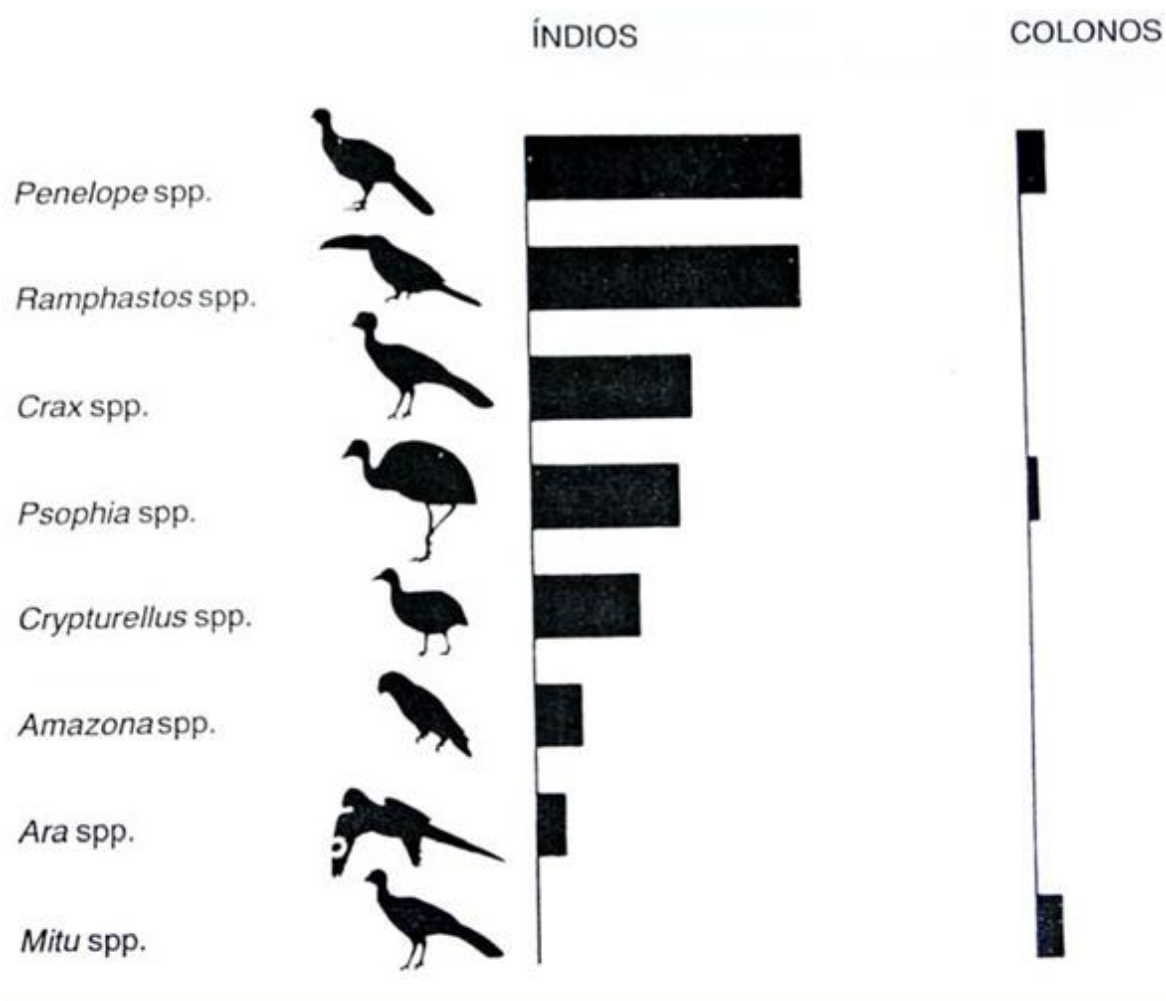 ÍNDIOS COLONOS
Penelope spp.
Ramphastos spp.
Crax spp.
Psophia spp.
Crypturellus spp.
Amazona spp.
Ara spp.
Mitu spp.